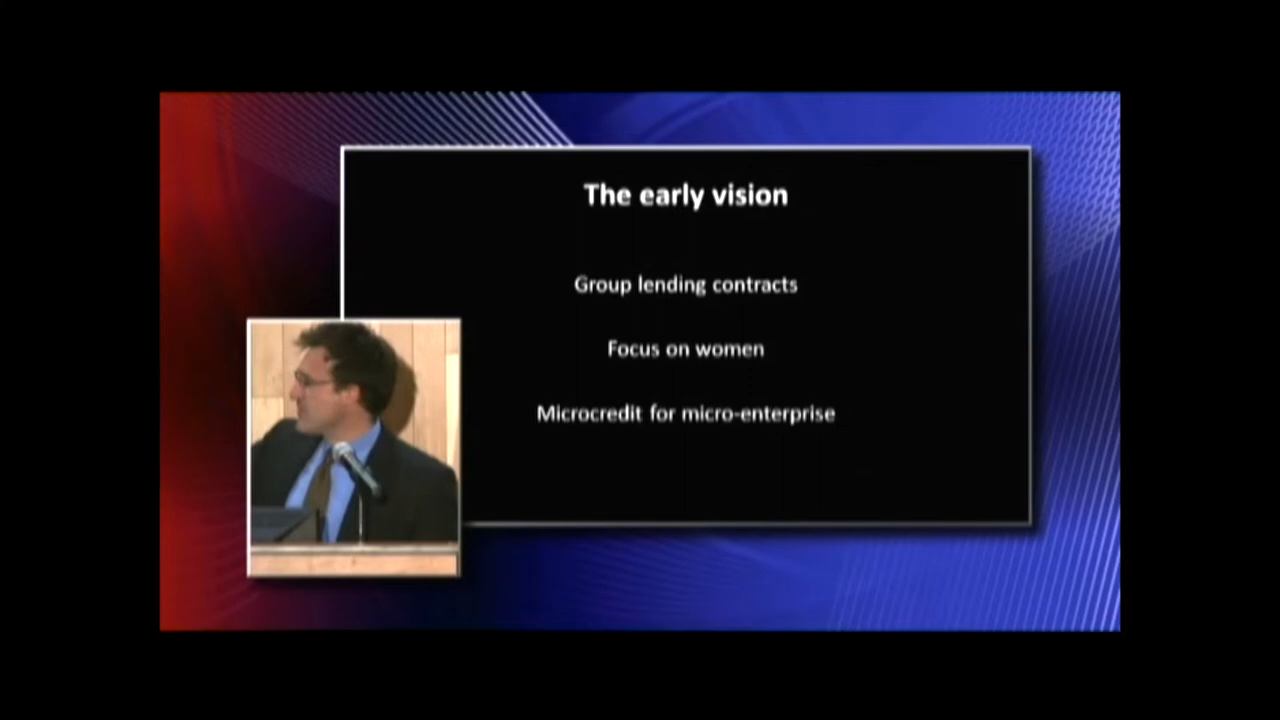 The early vision
Group lending contracts
Focus on women
Microcredit for micro-enterprise